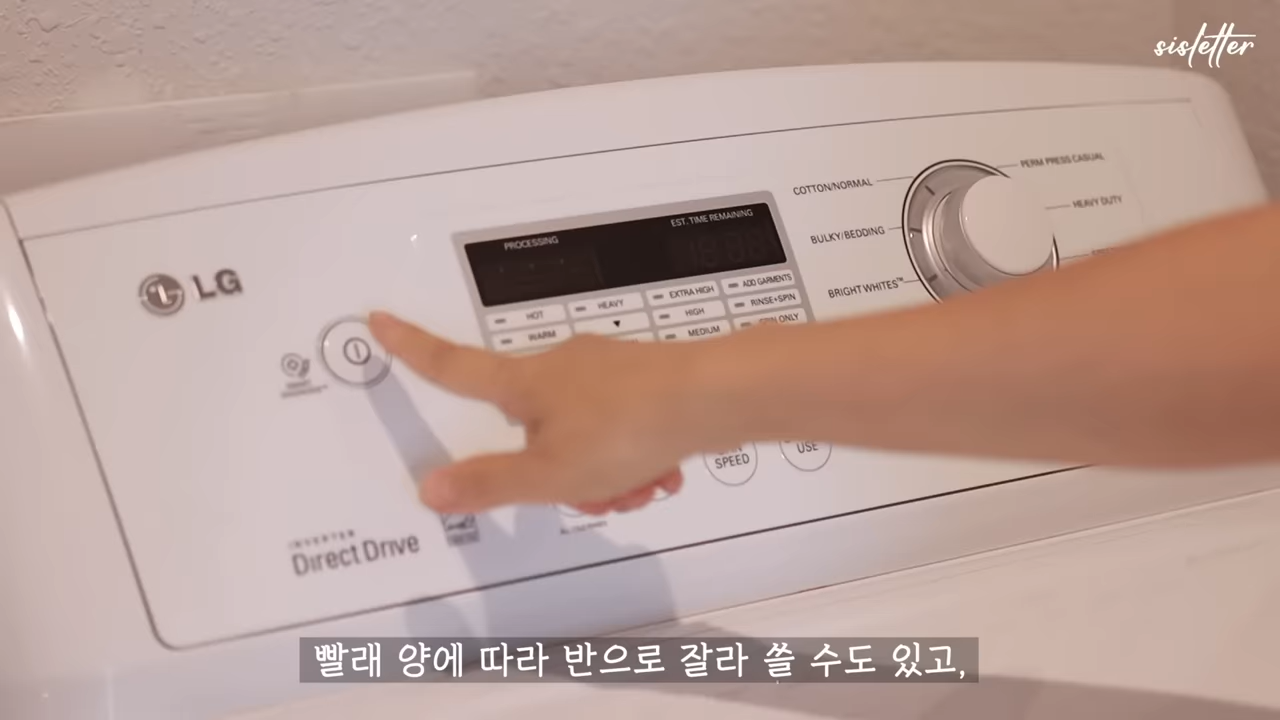 sisletter
PERM PRESS CASUAL
COTTON/NORMAL
HEAVY DUTY
EST. TIME REMAINING
PROCESSING
BULKY/BEDDING
LG
BRIGHT WHITES™
HOT
HEAVY
EXTRA HIGH
ADD GARMENTS
WARM
HIGH
RINSE+SPIN
MEDIUM
ONLY
SPEED
USE
INVERTER
Direct Drive
빨래 양에 따라 반으로 잘라 쓸 수도 있고,